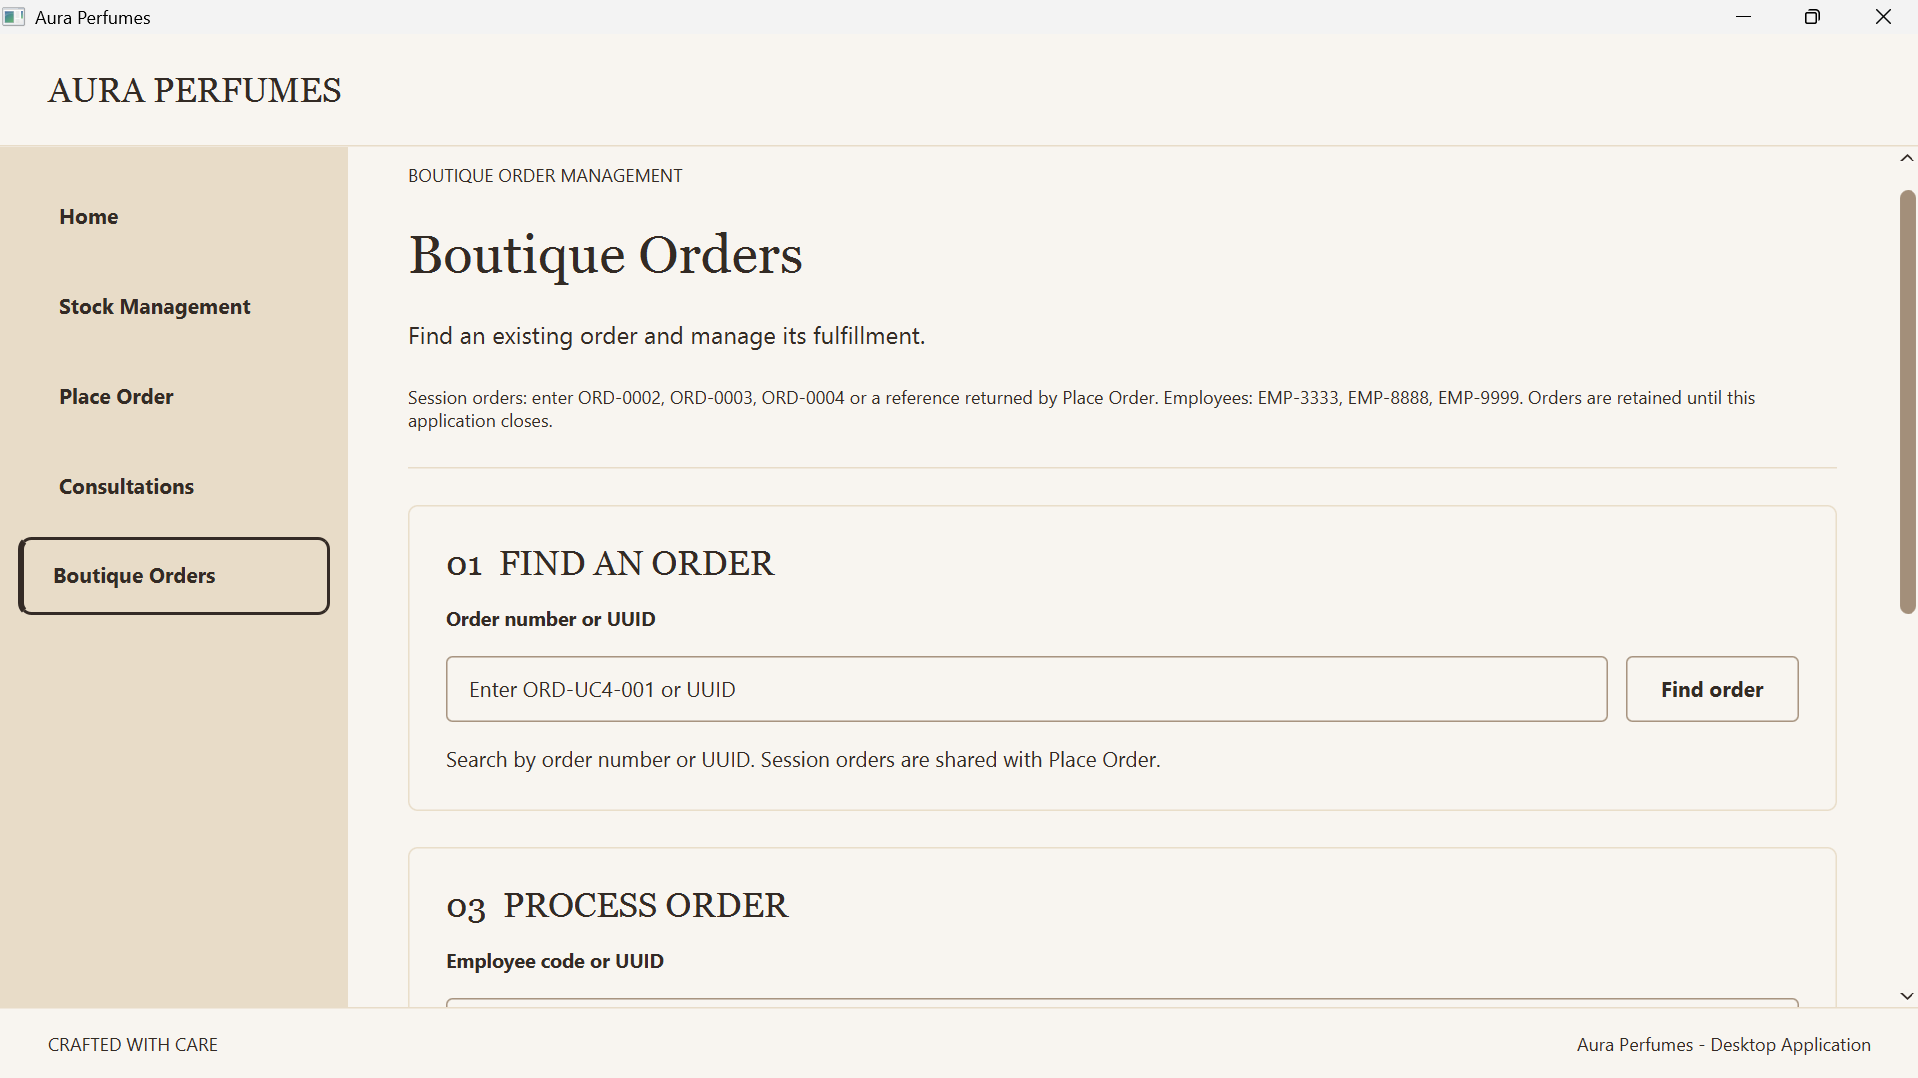 Aura Perfumes
AURA PERFUMES
Home
Stock Management
Place Order
Consultations
Boutique Orders
BOUTIQUE ORDER MANAGEMENT
Boutique Orders
Find an existing order and manage its fulfillment.
Session orders: enter ORD-0002, ORD-0003, ORD-0004 or a reference returned by Place Order. Employees: EMP-3333, EMP-8888, EMP-9999. Orders are retained until this
application closes.
01 FIND AN ORDER
Order number or UUID
Enter ORD-UC4-001 or UUID
Find order
Search by order number or UUID. Session orders are shared with Place Order.
03 PROCESS ORDER
Employee code or UUID
CRAFTED WITH CARE
Aura Perfumes - Desktop Application